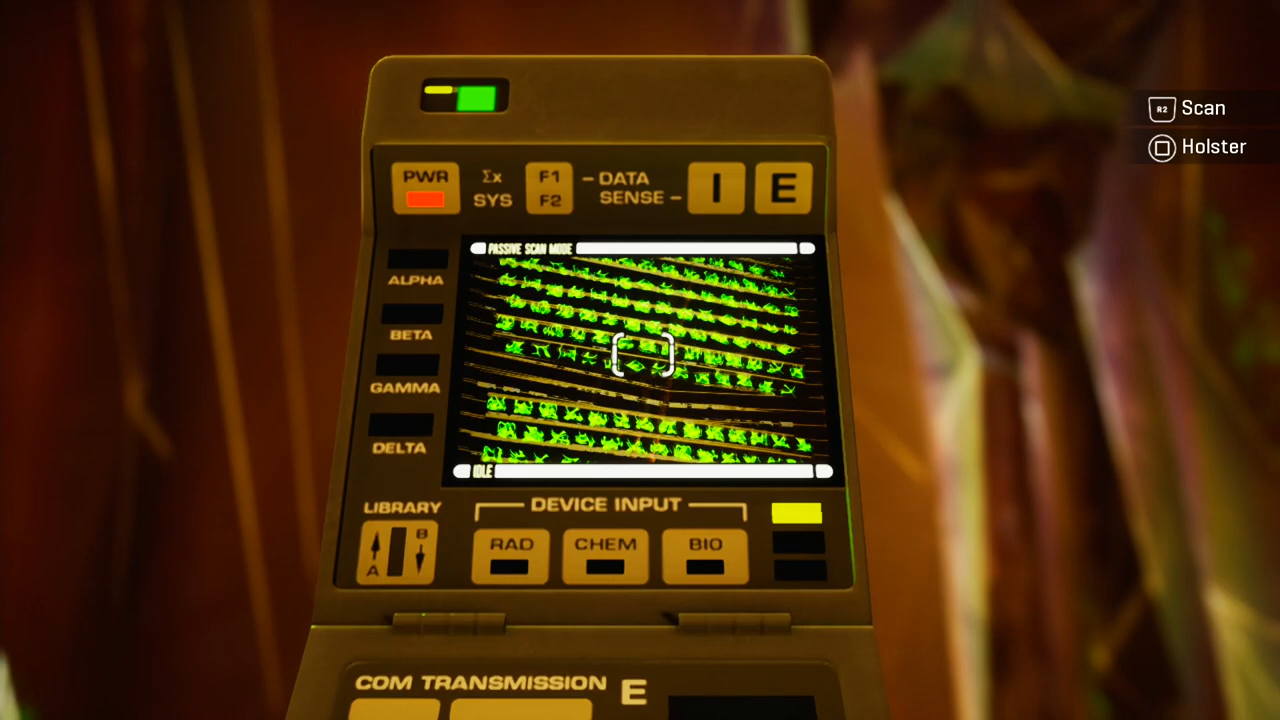 R2 Scan
Holster
PWR
Σx
SYS
F1
F2
– DATA
SENSE –
I
E
PASSIVE SCAN MODE
ALPHA
BETA
GAMMA
DELTA
IDLE
LIBRARY
B
A
DEVICE INPUT
RAD
CHEM
BIO
COM TRANSMISSION
E